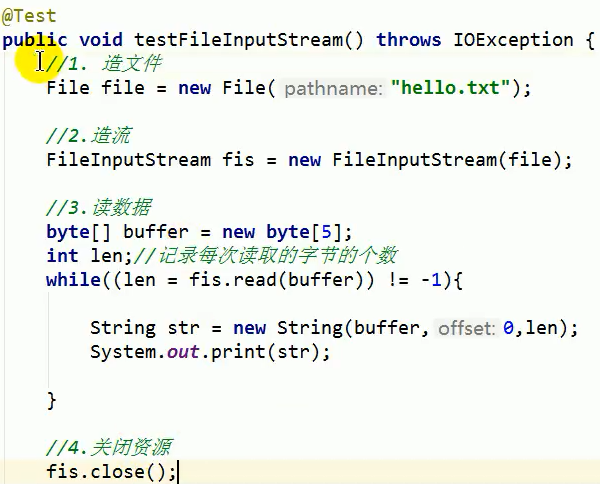 @Test
public void testFileInputStream() throws IOException {
//1. 造文件
File file = new File( pathname: "hello.txt");
//2.造流
FileInputStream fis = new FileInputStream(file);
//3.读数据
byte[] buffer = new byte[5];
int len;//记录每次读取的字节的个数
while((len = fis.read(buffer)) != -1){
String str = new String(buffer, offset: 0,len);
System.out.print(str);
}
//4.关闭资源
fis.close();